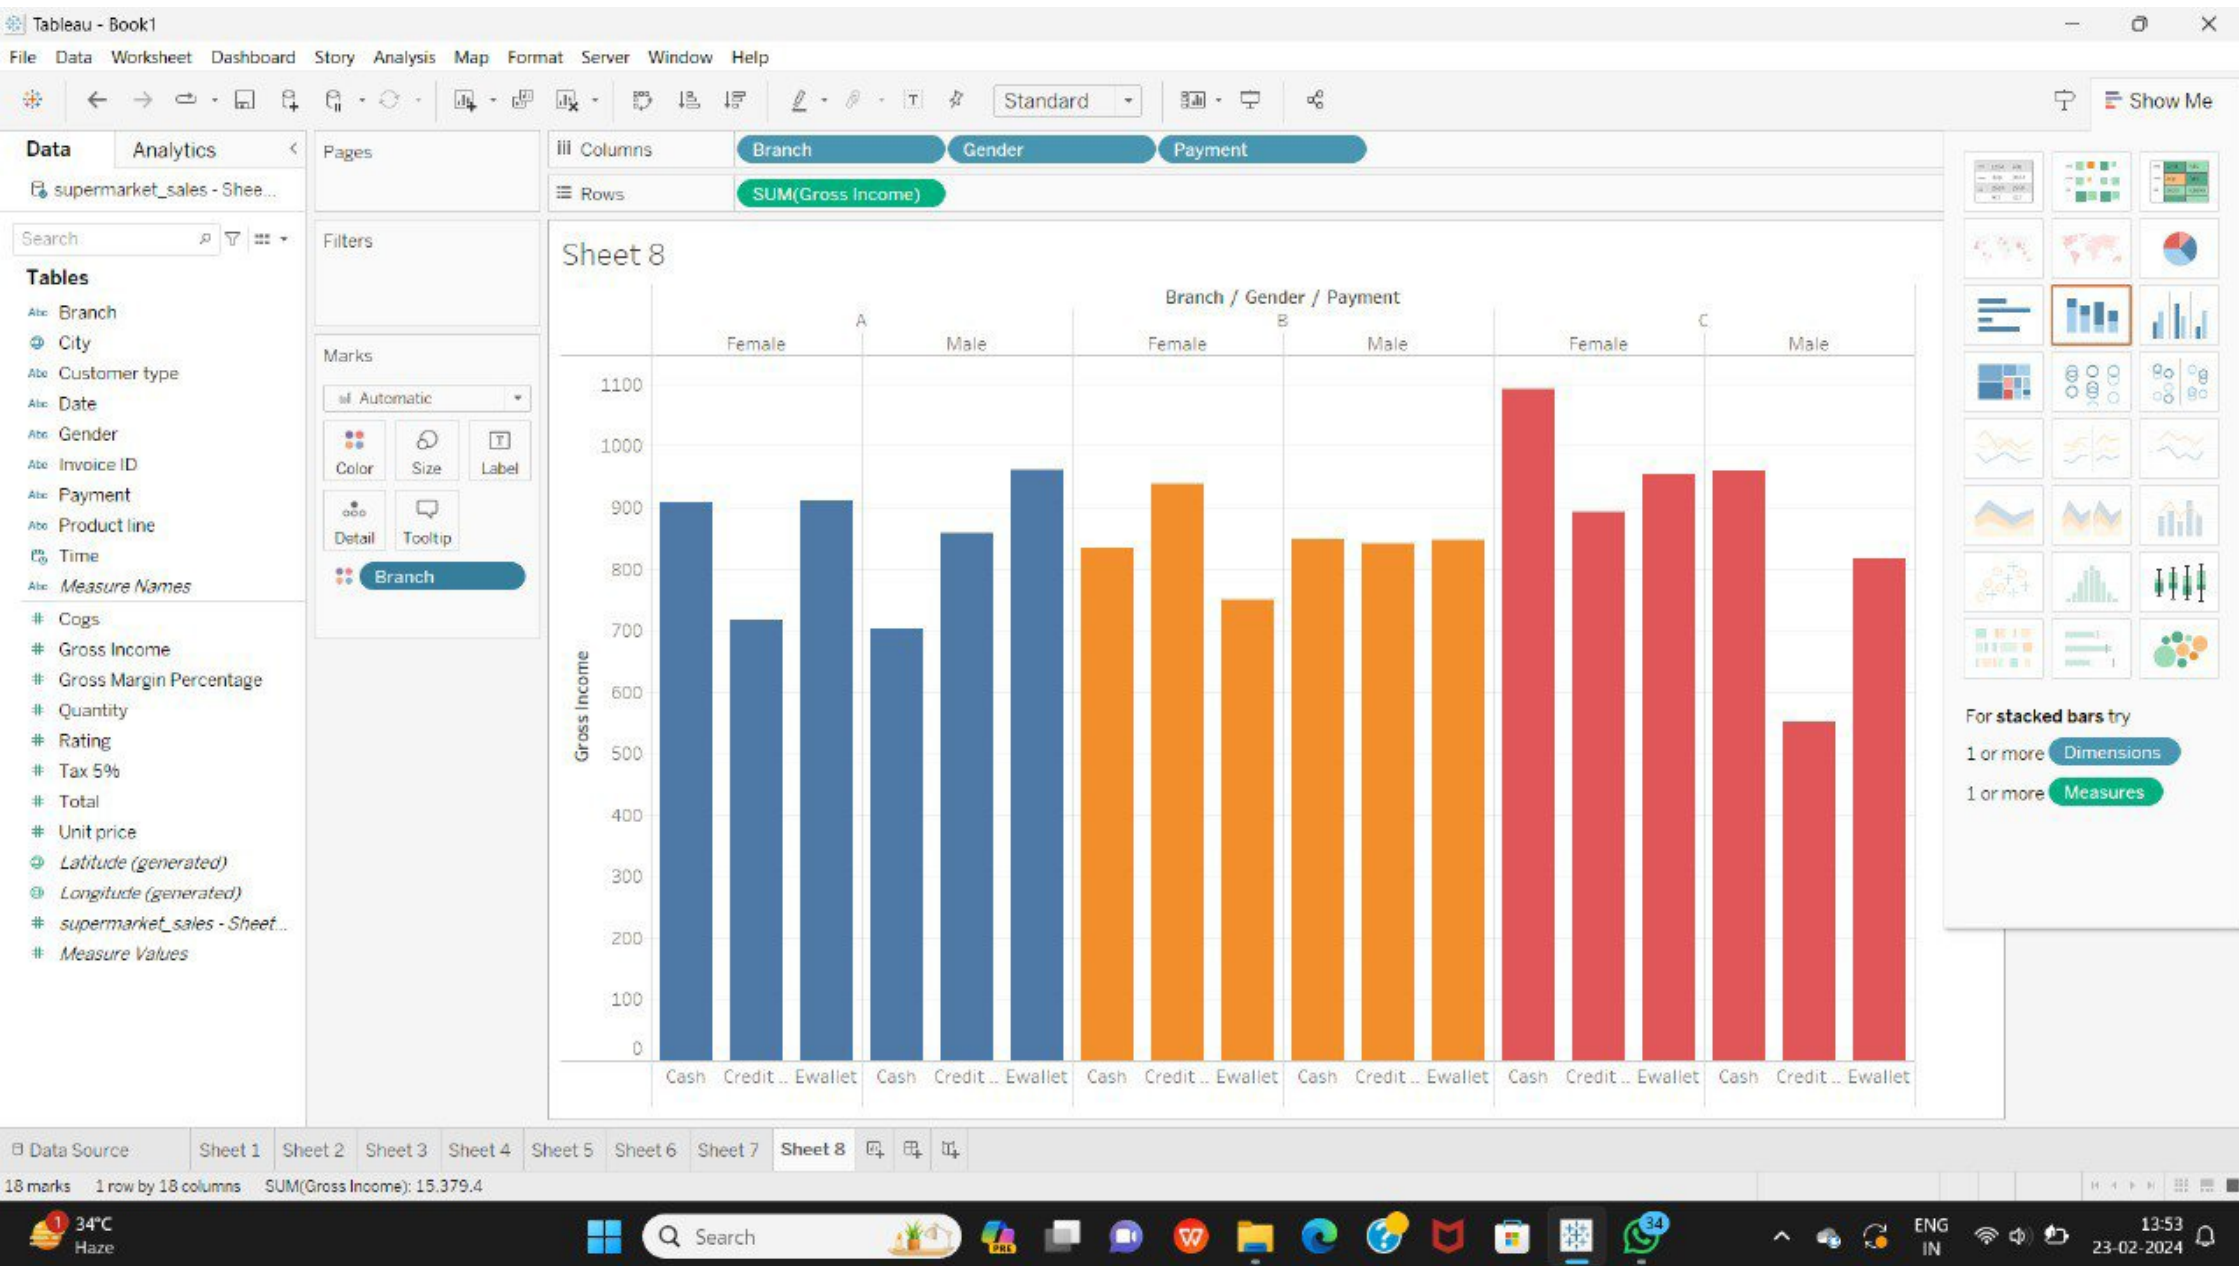 Tableau - Book1
File Data Worksheet Dashboard Story Analysis Map Format Server Window Help
Standard
Show Me
Data Analytics
supermarket_sales - Shee...
Search
Tables
Branch
City
Customer type
Date
Gender
Invoice ID
Payment
Product line
Time
Measure Names
Cogs
Gross Income
Gross Margin Percentage
Quantity
Rating
Tax 5%
Total
Unit price
Latitude (generated)
Longitude (generated)
supermarket_sales - Sheet...
Measure Values
Pages
Filters
Marks
Automatic
Color Size Label
Detail Tooltip
Branch
Columns Branch Gender Payment
Rows SUM(Gross Income)
Sheet 8
Branch / Gender / Payment
A B C
Female Male Female Male Female Male
Gross Income
1100
1000
900
800
700
600
500
400
300
200
100
0
Cash Credit .. Ewallet Cash Credit .. Ewallet Cash Credit .. Ewallet Cash Credit .. Ewallet Cash Credit .. Ewallet Cash Credit .. Ewallet
For stacked bars try
1 or more Dimensions
1 or more Measures
Data Source Sheet 1 Sheet 2 Sheet 3 Sheet 4 Sheet 5 Sheet 6 Sheet 7 Sheet 8
18 marks 1 row by 18 columns SUM(Gross Income): 15,379.4
1
34°C
Haze
Search
PRE
34
ENG
IN
13:53
23-02-2024